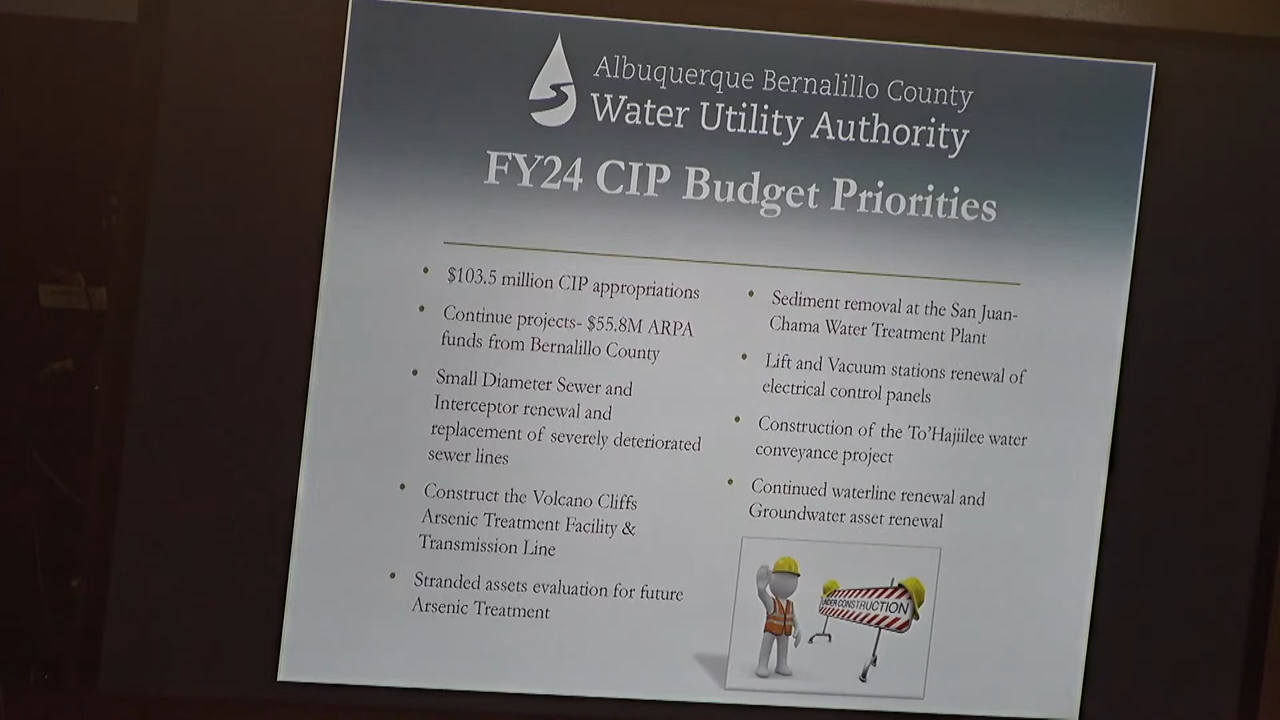 Albuquerque Bernalillo County
Water Utility Authority
FY24 CIP Budget Priorities
• $103.5 million CIP appropriations
• Continue projects- $55.8M ARPA
funds from Bernalillo County
• Small Diameter Sewer and
Interceptor renewal and
replacement of severely deteriorated
sewer lines
• Construct the Volcano Cliffs
Arsenic Treatment Facility &
Transmission Line
• Stranded assets evaluation for future
Arsenic Treatment
• Sediment removal at the San Juan-
Chama Water Treatment Plant
• Lift and Vacuum stations renewal of
electrical control panels
• Construction of the To'Hajiilee water
conveyance project
• Continued waterline renewal and
Groundwater asset renewal
UNDER CONSTRUCTION